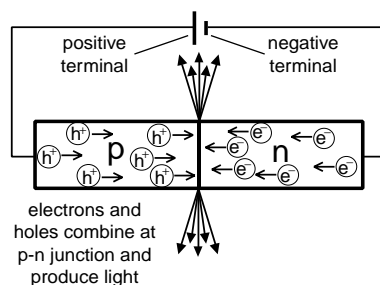 positive
terminal
negative
terminal
p
n
h+ h+ h+ h+ h+ h+ h+
e− e− e− e− e− e− e−
electrons and
holes combine at
p-n junction and
produce light